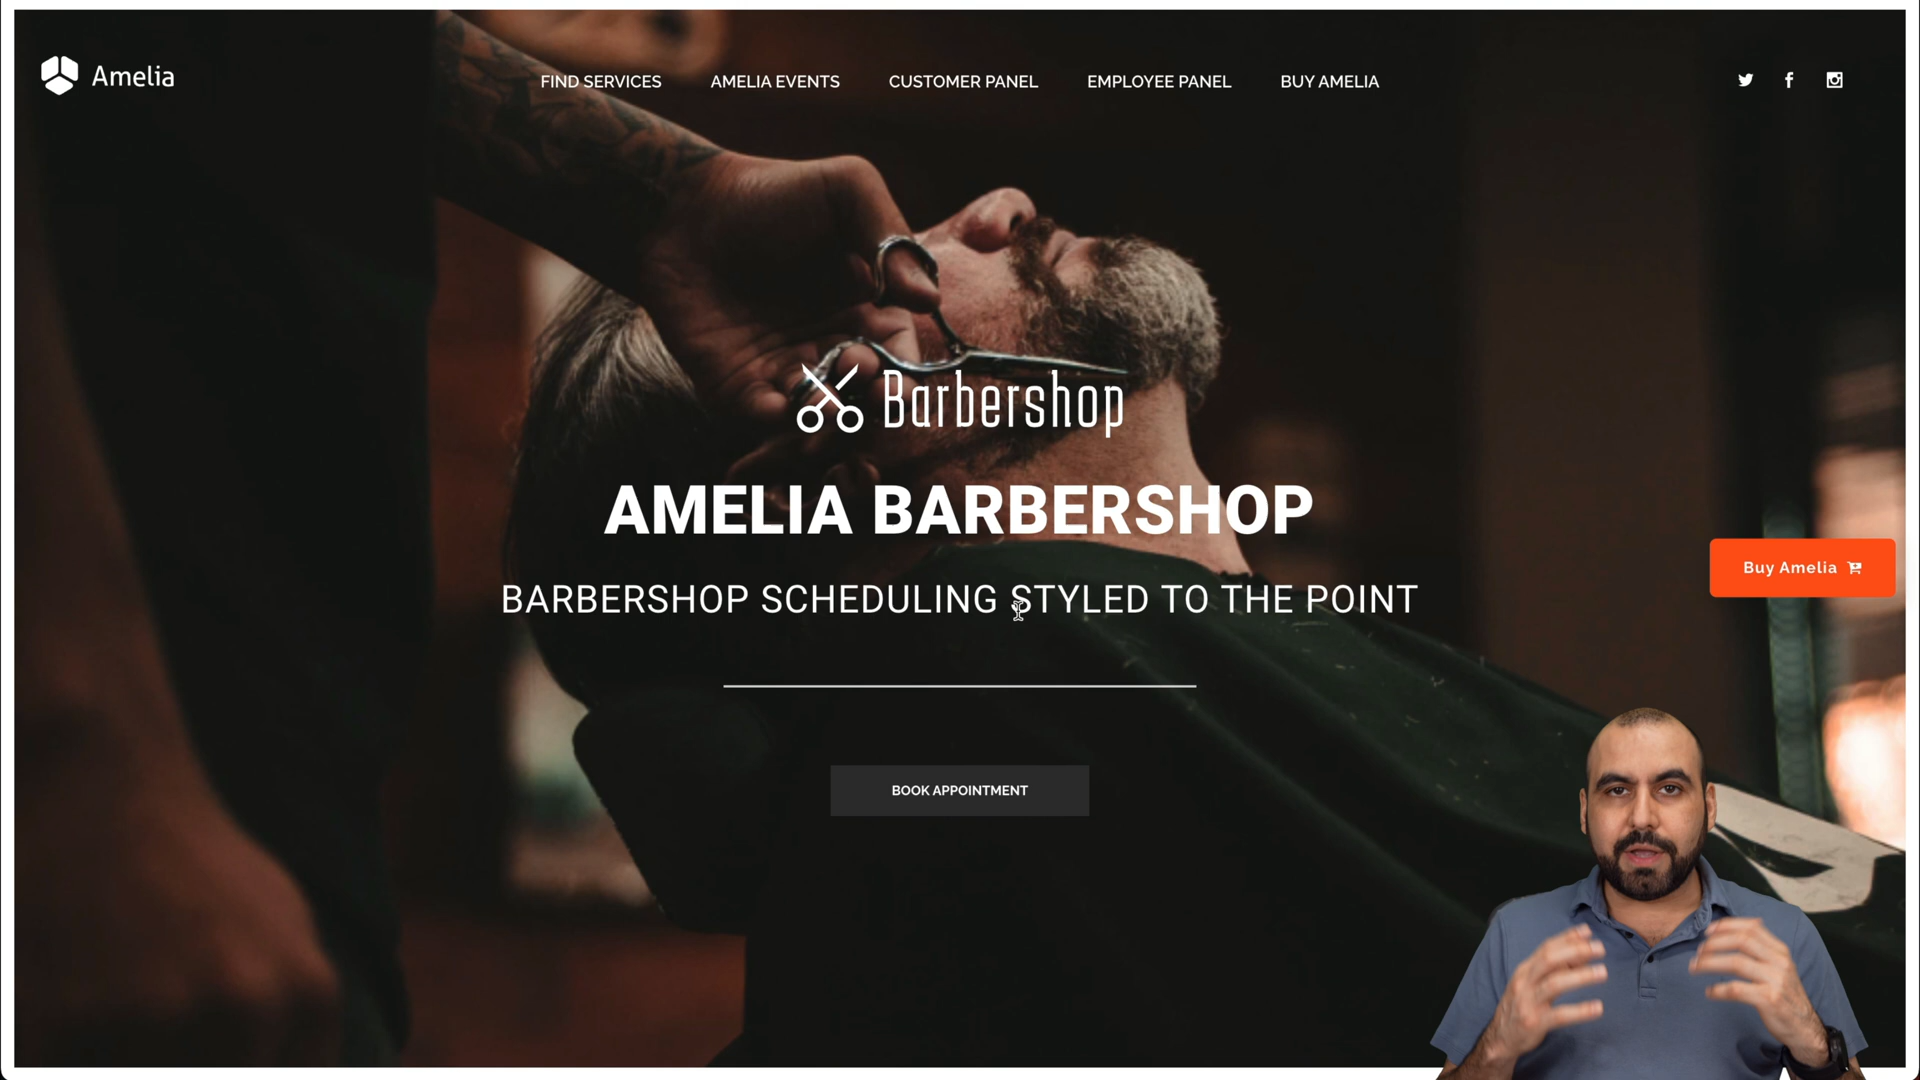 Amelia
FIND SERVICES
AMELIA EVENTS
CUSTOMER PANEL
EMPLOYEE PANEL
BUY AMELIA
Barbershop
AMELIA BARBERSHOP
Buy Amelia
BARBERSHOP SCHEDULING STYLED TO THE POINT
BOOK APPOINTMENT